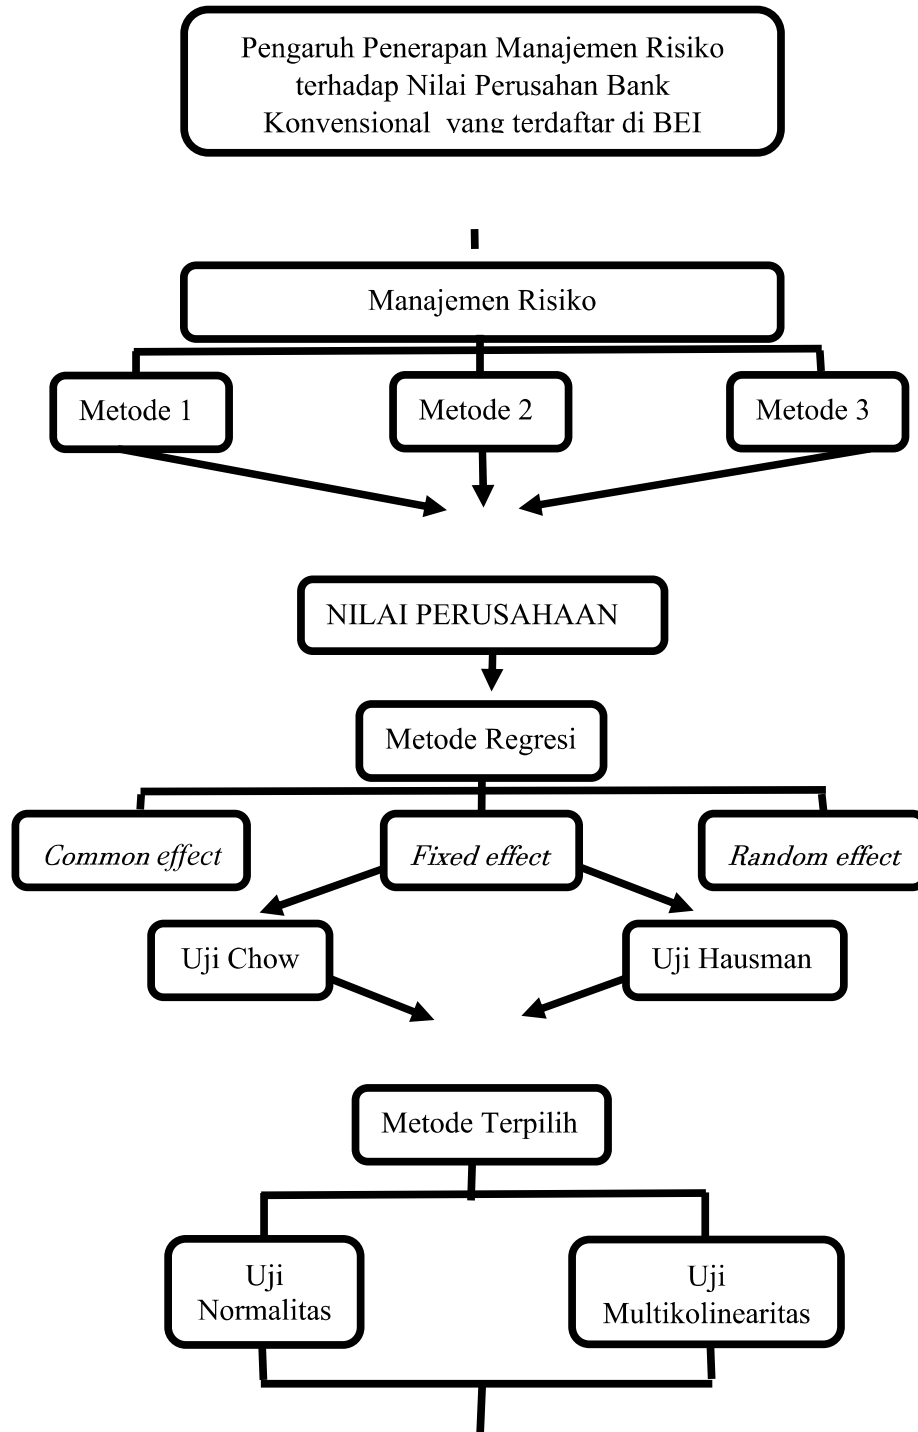 Pengaruh Penerapan Manajemen Risiko
terhadap Nilai Perusahan Bank
Konvensional yang terdaftar di BEI
Manajemen Risiko
Metode 1
Metode 2
Metode 3
NILAI PERUSAHAAN
Metode Regresi
Common effect
Fixed effect
Random effect
Uji Chow
Uji Hausman
Metode Terpilih
Uji
Normalitas
Uji
Multikolinearitas